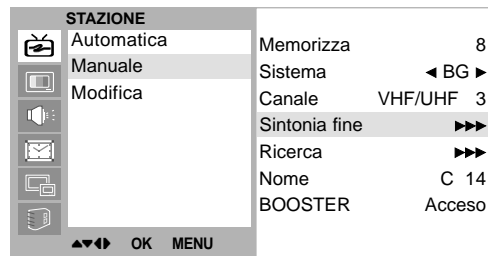 STAZIONE
Automatica
Manuale
Modifica
Memorizza 8
Sistema ◄ BG ►
Canale VHF/UHF 3
Sintonia fine ►►►
Ricerca ►►►
Nome C 14
BOOSTER Acceso
▲▼◄► OK MENU